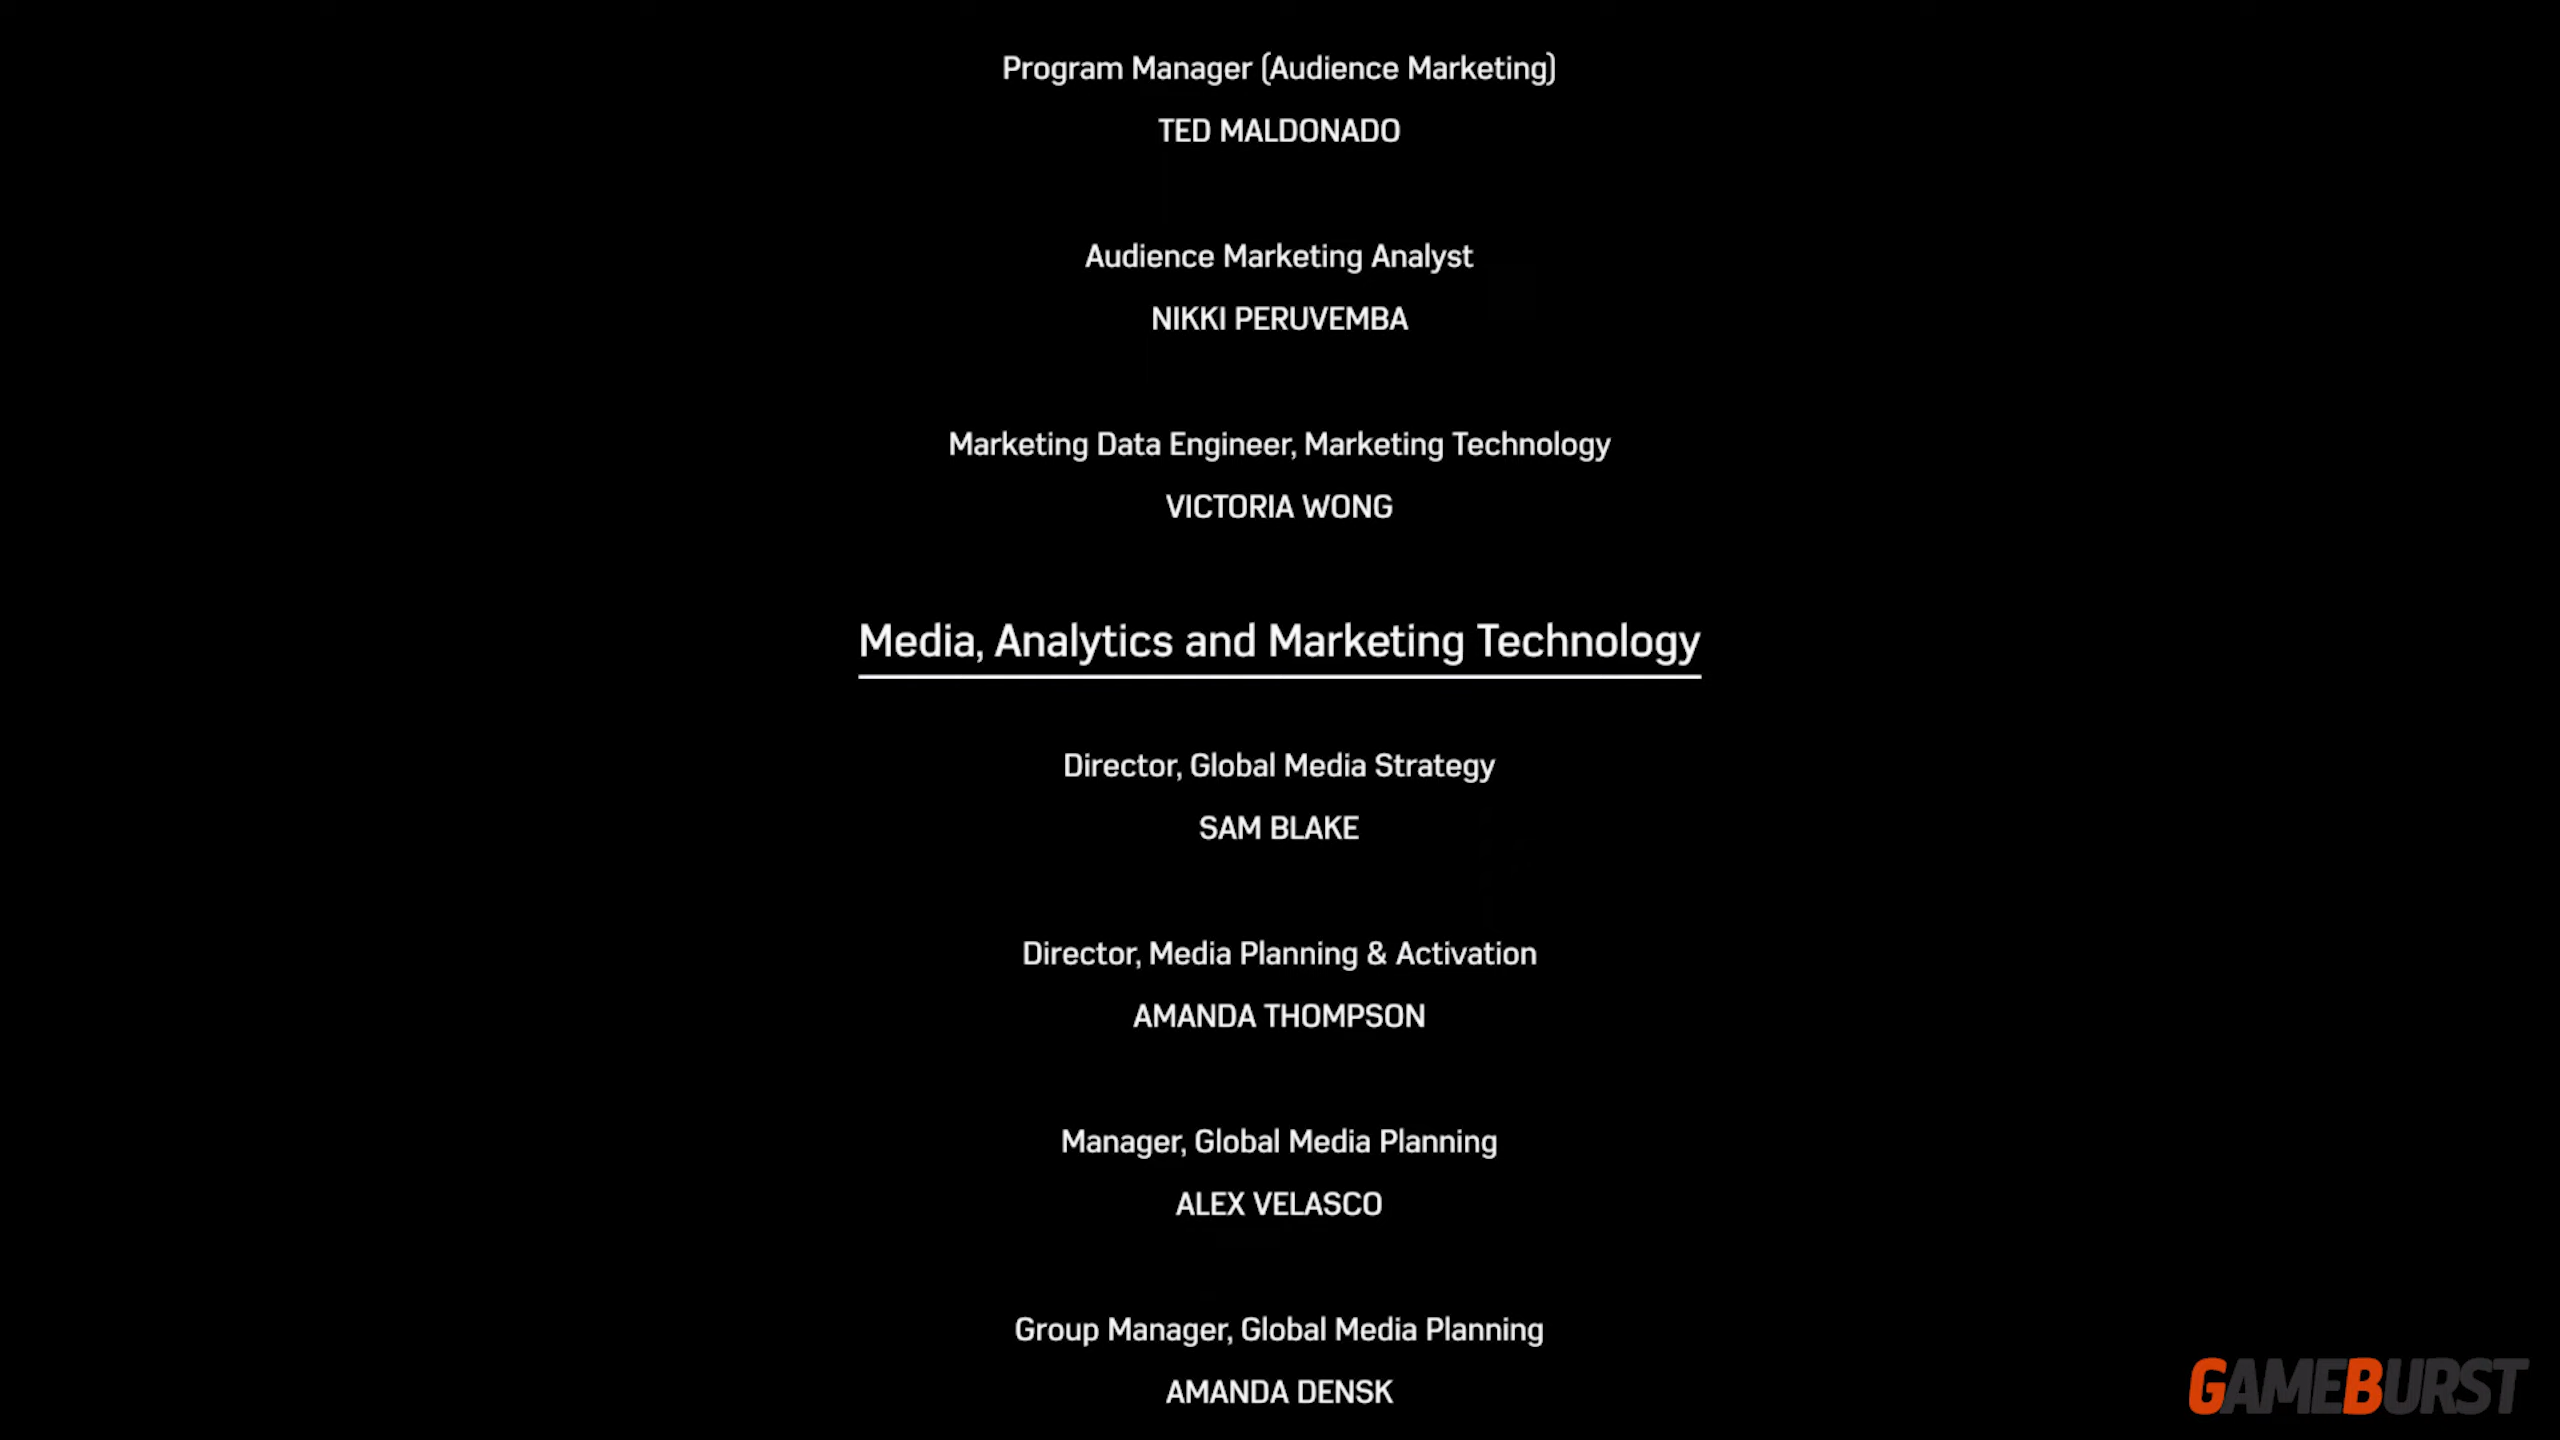 Program Manager (Audience Marketing)
TED MALDONADO
Audience Marketing Analyst
NIKKI PERUVEMBA
Marketing Data Engineer, Marketing Technology
VICTORIA WONG
Media, Analytics and Marketing Technology
Director, Global Media Strategy
SAM BLAKE
Director, Media Planning & Activation
AMANDA THOMPSON
Manager, Global Media Planning
ALEX VELASCO
Group Manager, Global Media Planning
AMANDA DENSK
GAMEBURST